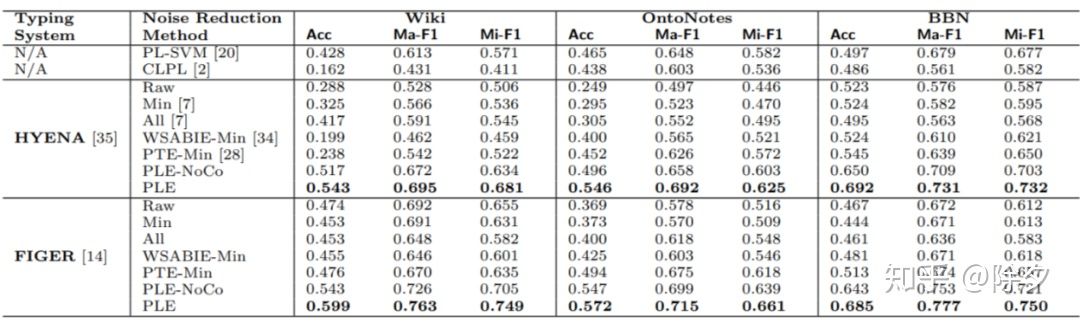 Typing System Noise Reduction Method Wiki OntoNotes BBN
Acc Ma-F1 Mi-F1 Acc Ma-F1 Mi-F1 Acc Ma-F1 Mi-F1
N/A PL-SVM [20] 0.428 0.613 0.571 0.465 0.648 0.582 0.497 0.679 0.677
N/A CLPL [2] 0.162 0.431 0.411 0.438 0.603 0.536 0.486 0.561 0.582
HYENA [35]
Raw 0.288 0.528 0.506 0.249 0.497 0.446 0.523 0.576 0.587
Min [7] 0.325 0.566 0.536 0.295 0.523 0.470 0.524 0.582 0.595
All [7] 0.417 0.591 0.545 0.305 0.552 0.495 0.495 0.563 0.568
WSABIE-Min [34] 0.199 0.462 0.459 0.400 0.565 0.521 0.524 0.610 0.621
PTE-Min [28] 0.238 0.542 0.522 0.452 0.626 0.572 0.545 0.639 0.650
PLE-NoCo 0.517 0.672 0.634 0.496 0.658 0.603 0.650 0.709 0.703
PLE 0.543 0.695 0.681 0.546 0.692 0.625 0.692 0.731 0.732
FIGER [14]
Raw 0.474 0.692 0.655 0.369 0.578 0.516 0.467 0.672 0.612
Min 0.453 0.691 0.631 0.373 0.570 0.509 0.444 0.671 0.613
All 0.453 0.648 0.582 0.400 0.618 0.548 0.461 0.636 0.583
WSABIE-Min 0.455 0.646 0.601 0.425 0.603 0.546 0.481 0.671 0.618
PTE-Min 0.476 0.670 0.635 0.494 0.675 0.618 0.513
PLE-NoCo 0.543 0.726 0.705 0.547 0.699 0.639 0.643 0.753 0.721
PLE 0.599 0.763 0.749 0.572 0.715 0.661 0.685 0.777 0.750
知乎 @除夕